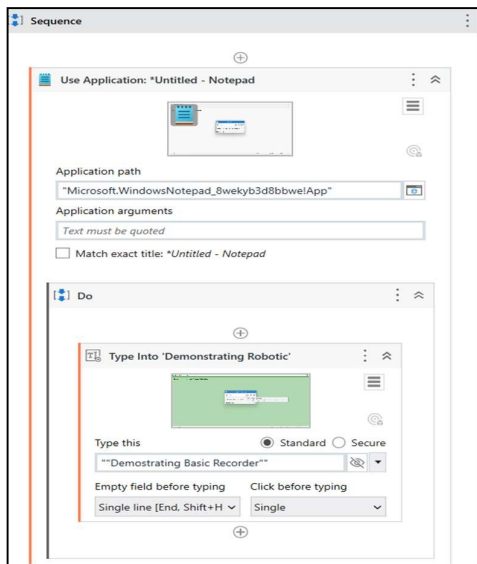 Sequence
Use Application: *Untitled - Notepad
Application path
"Microsoft.WindowsNotepad_8wekyb3d8bbwe!App"
Application arguments
Text must be quoted
Match exact title: *Untitled - Notepad
Do
Type Into 'Demonstrating Robotic'
Type this Standard Secure
""Demostrating Basic Recorder""
Empty field before typing Click before typing
Single line [End, Shift+H Single